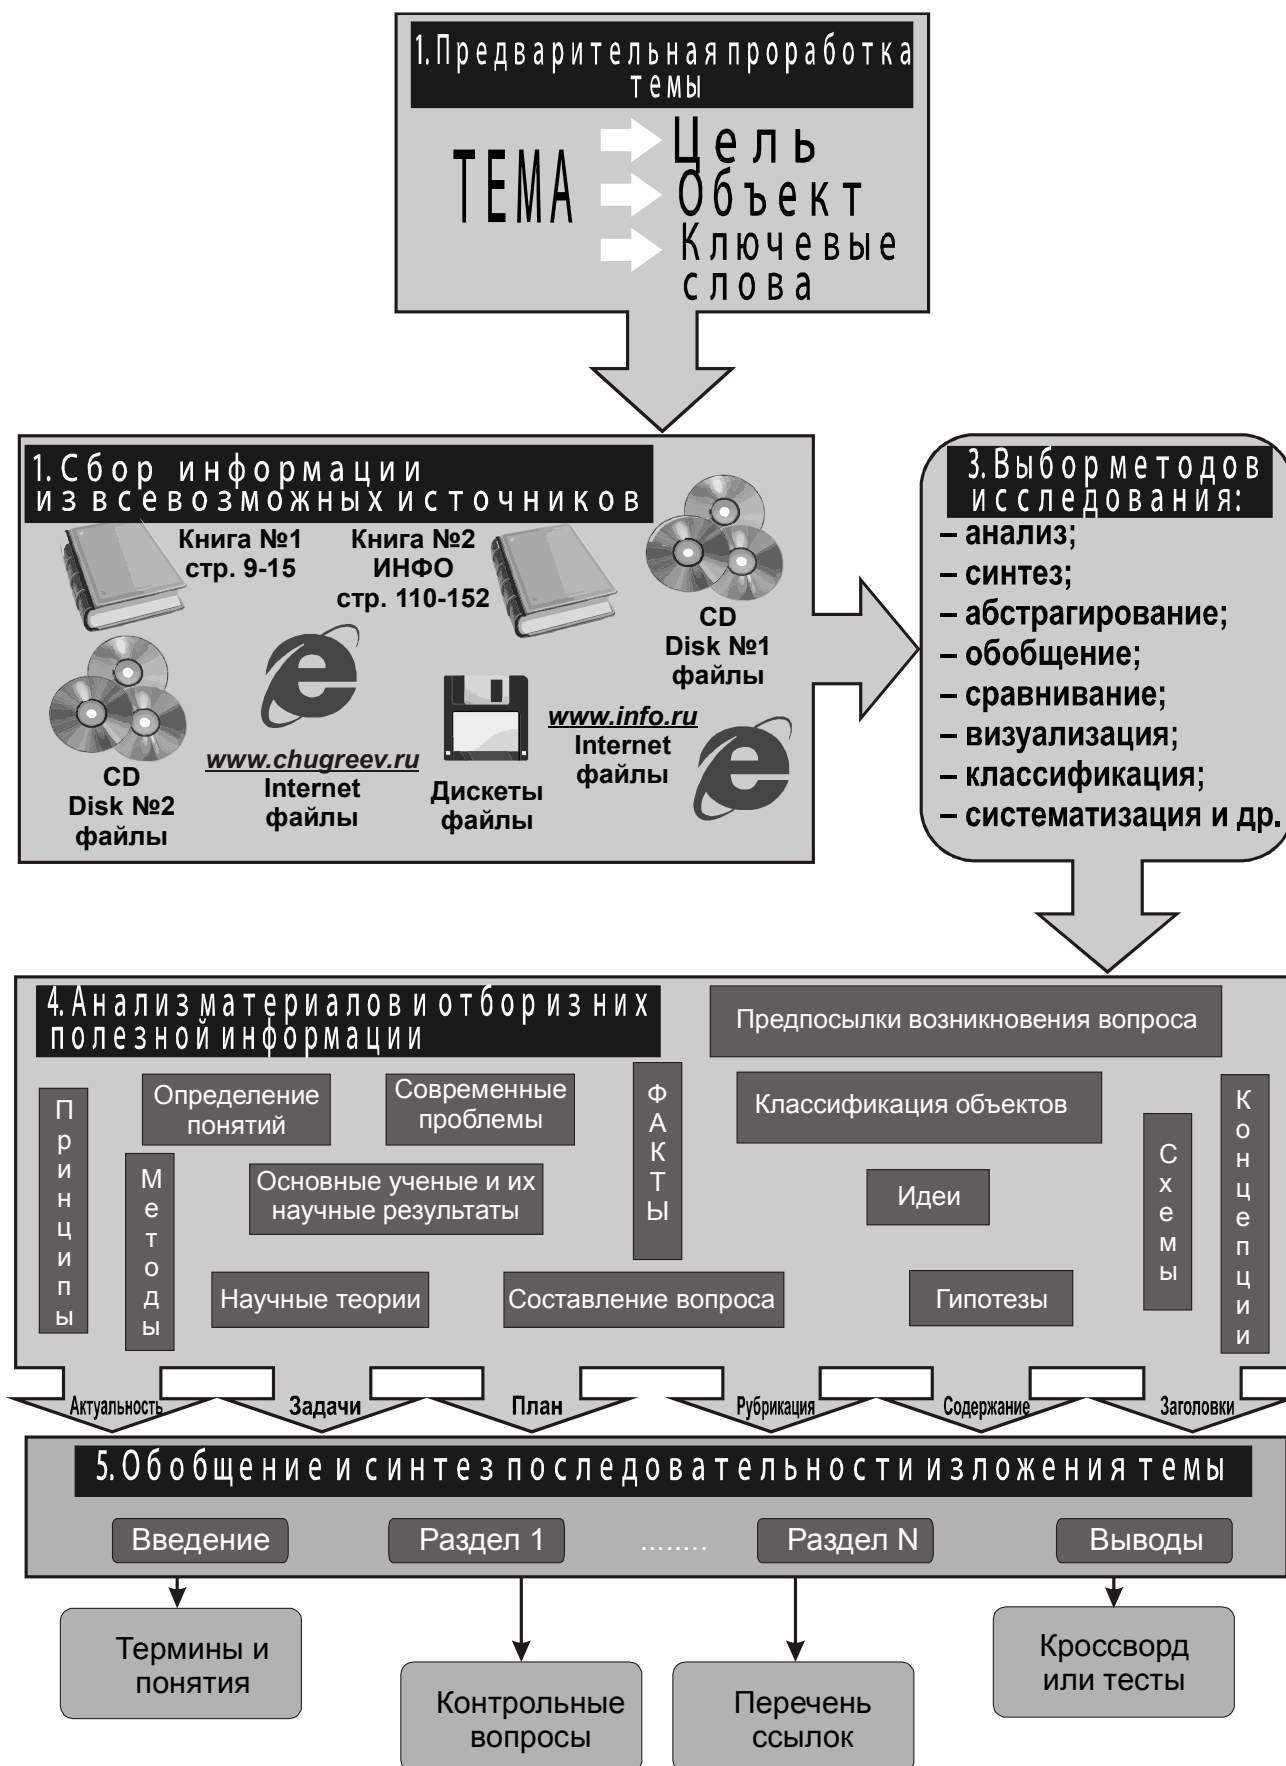 1. Предварительная проработка
темы
ТЕМА
Цель
Объект
Ключевые
слова
1. Сбор информации
из всевозможных источников
Книга №1
стр. 9-15
Книга №2
ИНФО
стр. 110-152
CD
Disk №1
файлы
CD
Disk №2
файлы
www.chugreev.ru
Internet
файлы
Дискеты
файлы
www.info.ru
Internet
файлы
3. Выбор методов
исследования:
– анализ;
– синтез;
– абстрагирование;
– обобщение;
– сравнивание;
– визуализация;
– классификация;
– систематизация и др.
4. Анализ материалов и отбор из них
полезной информации
Предпосылки возникновения вопроса
Принципы
Определение
понятий
Современные
проблемы
ФАКТЫ
Классификация объектов
Концепции
Методы
Основные ученые и их
научные результаты
Идеи
Схемы
Научные теории
Составление вопроса
Гипотезы
Актуальность
Задачи
План
Рубрикация
Содержание
Заголовки
5. Обобщение и синтез последовательности изложения темы
Введение
Раздел 1
........
Раздел N
Выводы
Термины и
понятия
Контрольные
вопросы
Перечень
ссылок
Кроссворд
или тесты